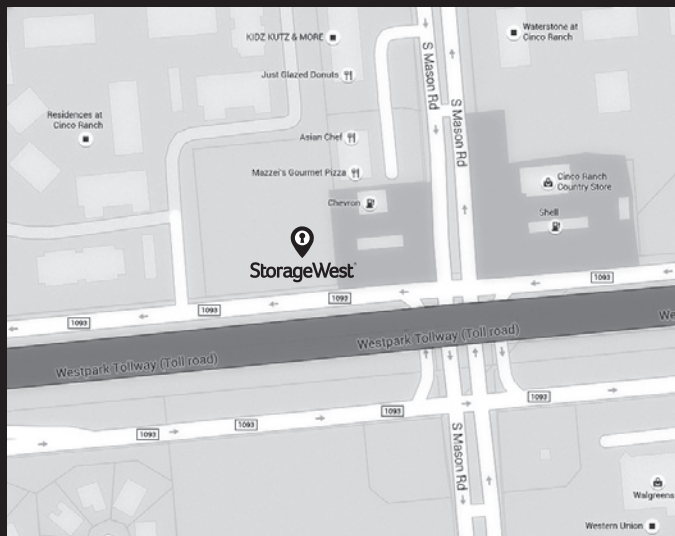 KIDZ KUTZ & MORE
Waterstone at
Cinco Ranch
S Mason Rd
S Mason Rd
Just Glazed Donuts
Residences at
Cinco Ranch
Asian Chef
Mazzei's Gourmet Pizza
Cinco Ranch
Country Store
Chevron
Shell
StorageWest
1093
1093
1093
1093
We
Westpark Tollway (Toll road)
Westpark Tollway (Toll road)
1093
1093
1093
1093
S Mason Rd
Walgreens
Western Union